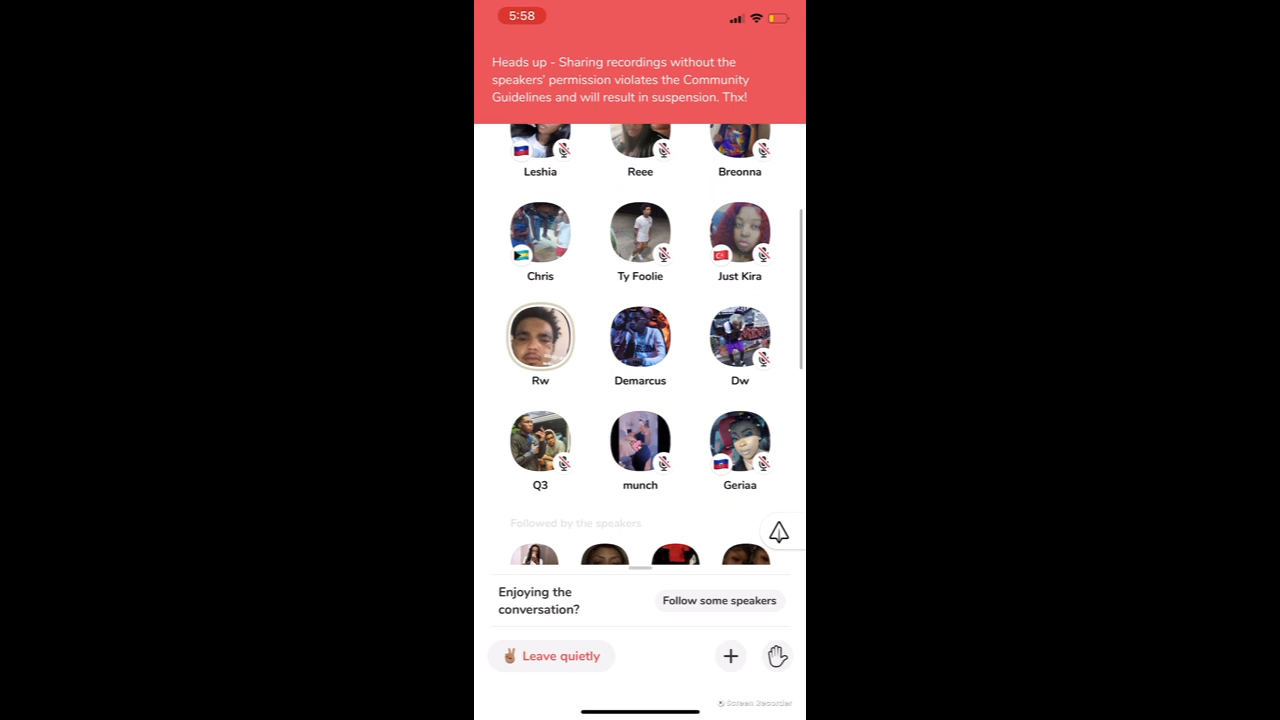 5:58
Heads up - Sharing recordings without the
speakers' permission violates the Community
Guidelines and will result in suspension. Thx!
Leshia Reee Breonna
Chris Ty Foolie Just Kira
Rw Demarcus Dw
Q3 munch Geriaa
Followed by the speakers
Enjoying the
conversation?
Follow some speakers
Leave quietly
Screen Recorder